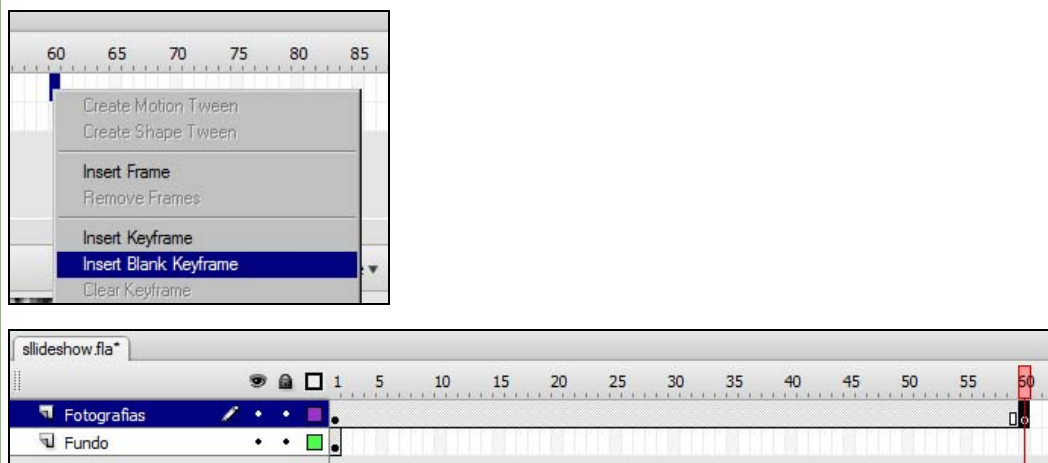 60 65 70 75 80 85
Create Motion Tween
Create Shape Tween
Insert Frame
Remove Frames
Insert Keyframe
Insert Blank Keyframe
Clear Keyframe
sllideshow.fla*
1 5 10 15 20 25 30 35 40 45 50 55 60
Fotografias
Fundo